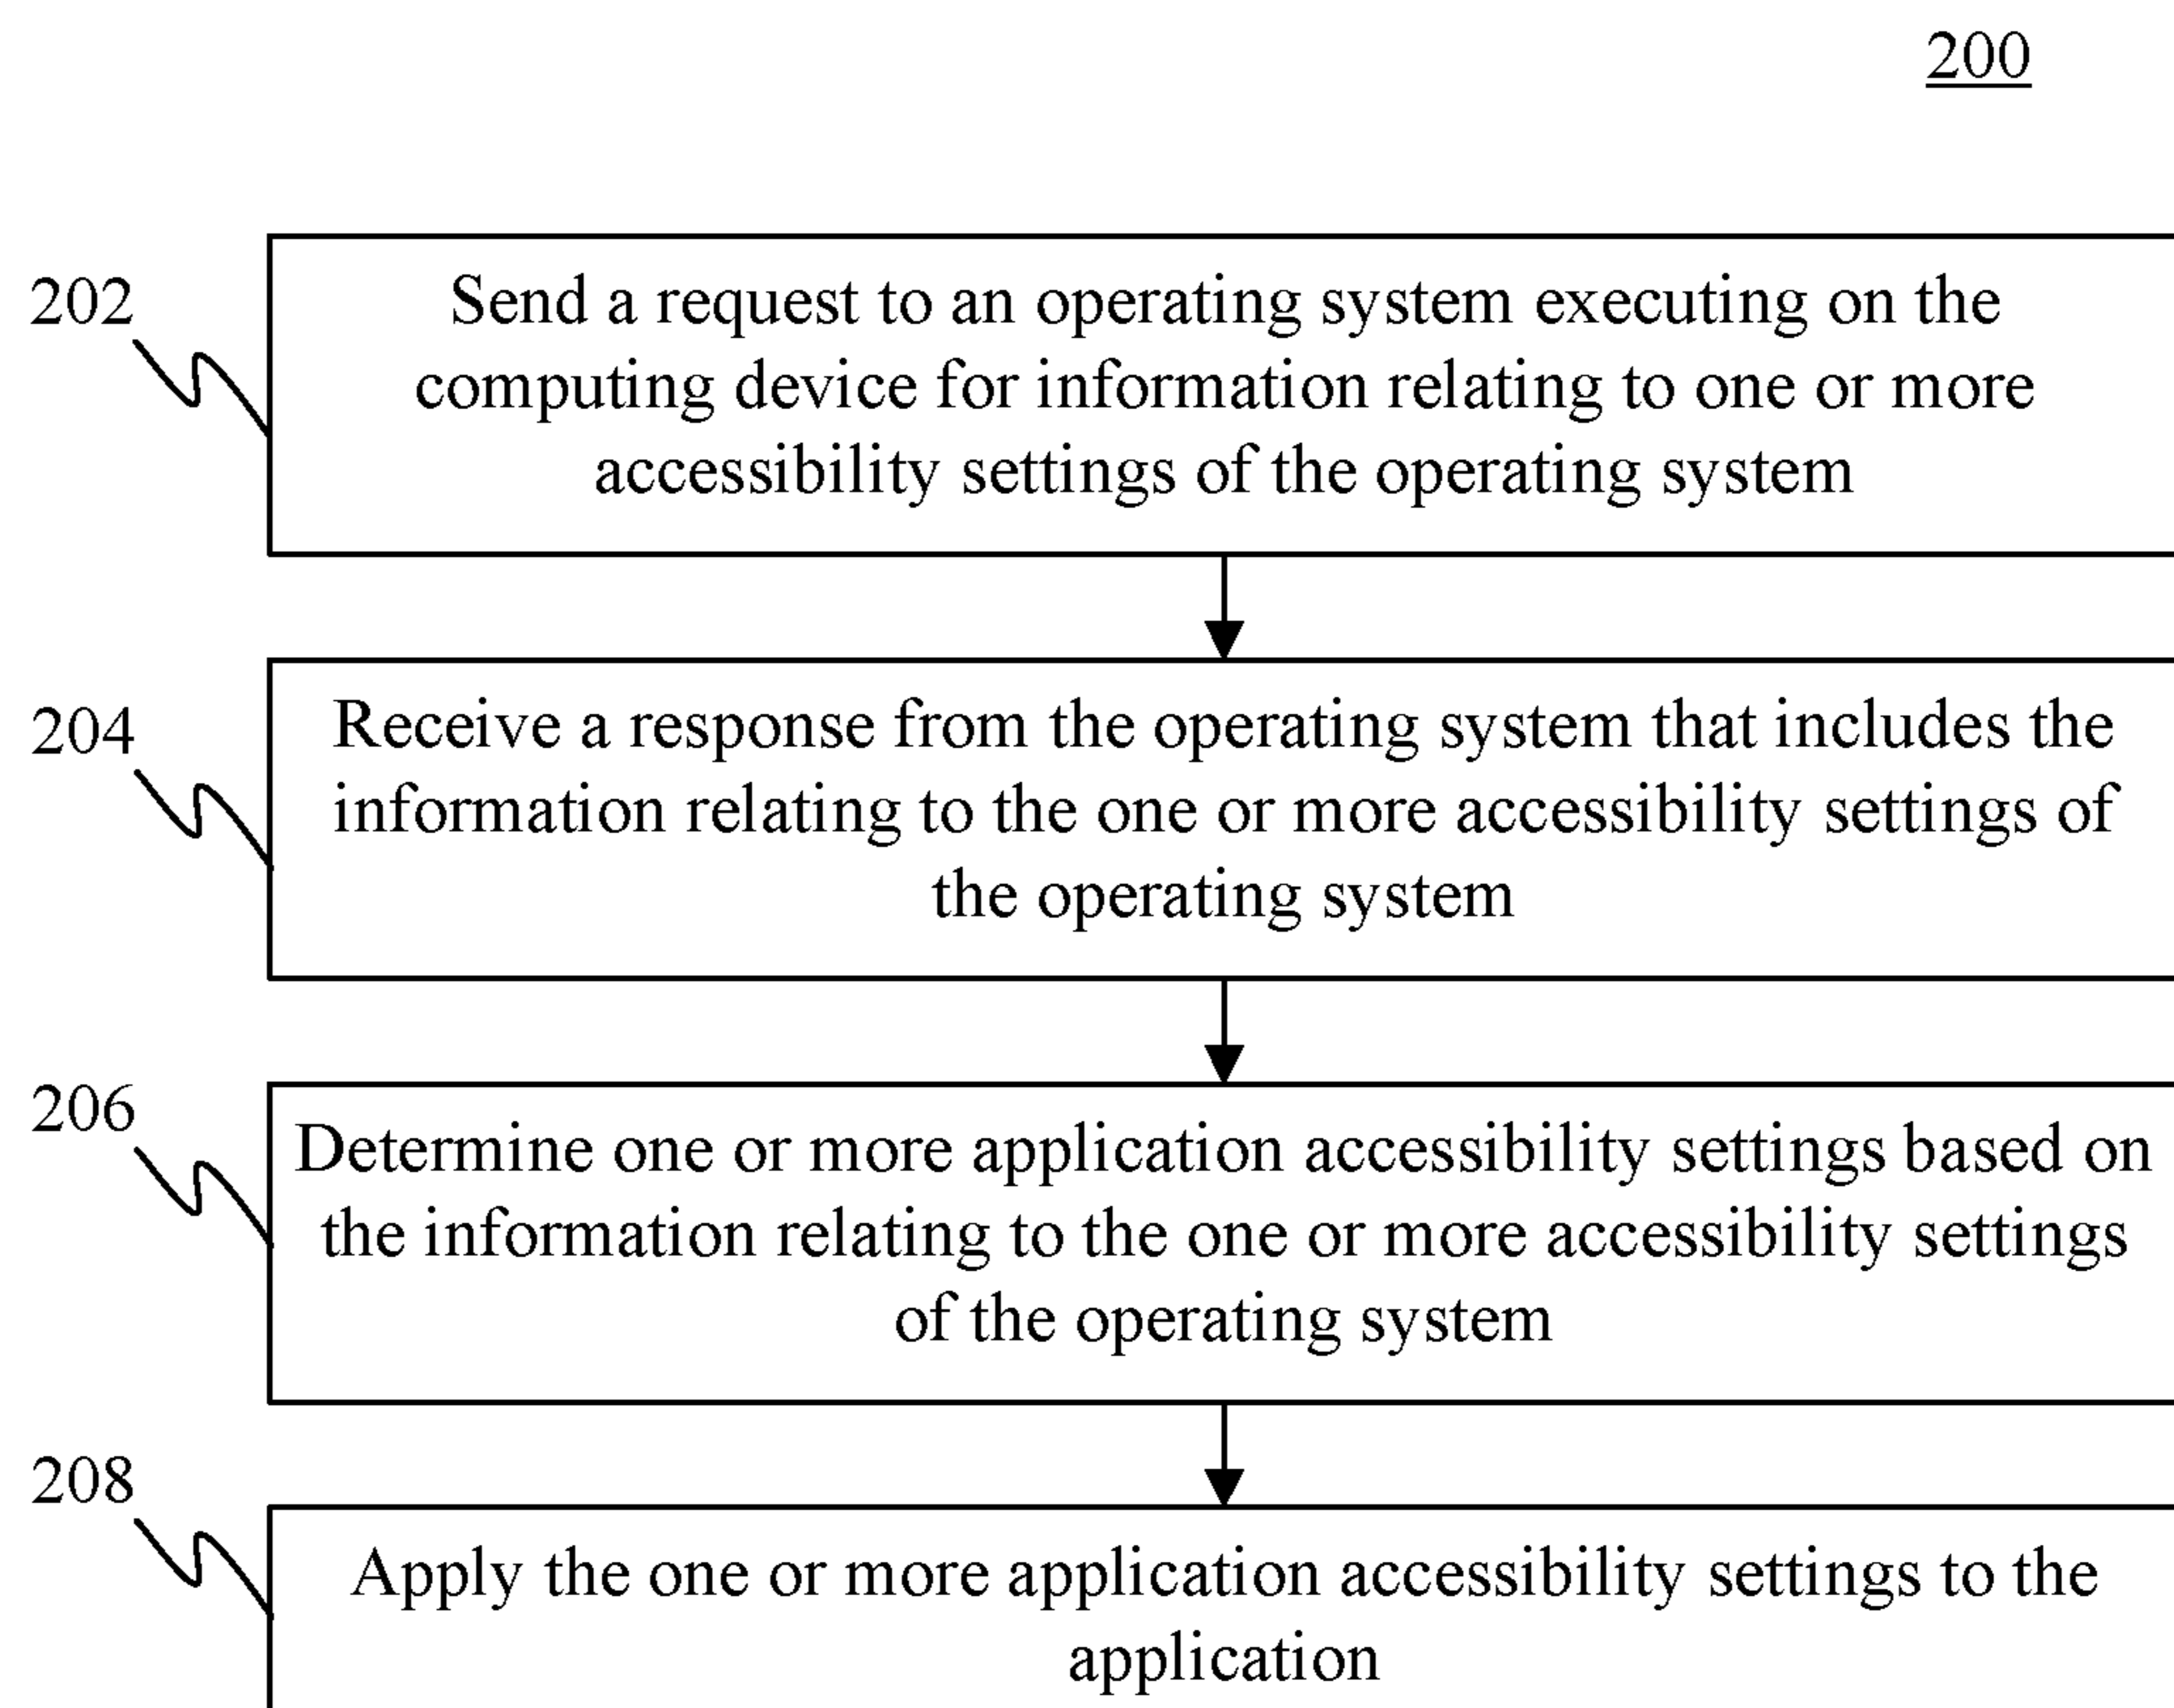 200
202
Send a request to an operating system executing on the
computing device for information relating to one or more
accessibility settings of the operating system
204
Receive a response from the operating system that includes the
information relating to the one or more accessibility settings of
the operating system
206
Determine one or more application accessibility settings based on
the information relating to the one or more accessibility settings
of the operating system
208
Apply the one or more application accessibility settings to the
application